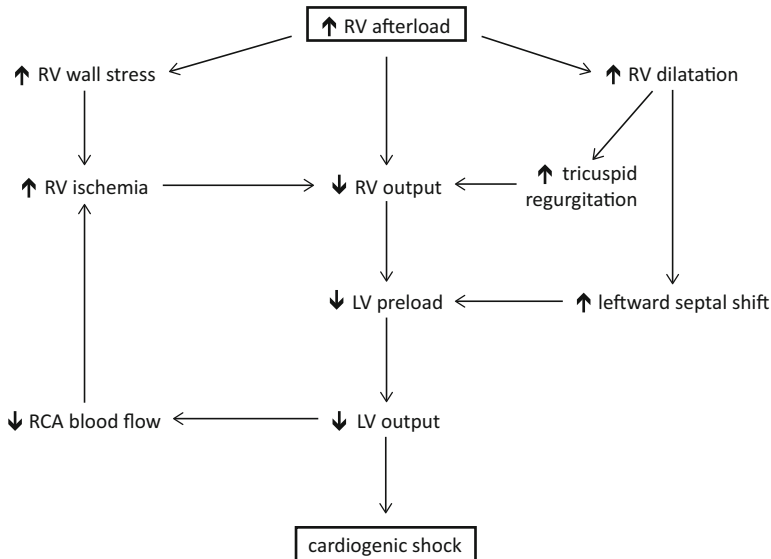 ↑ RV afterload
↑ RV wall stress
↑ RV dilatation
↑ RV ischemia
↓ RV output
↑ tricuspid
regurgitation
↓ LV preload
↑ leftward septal shift
↓ RCA blood flow
↓ LV output
cardiogenic shock